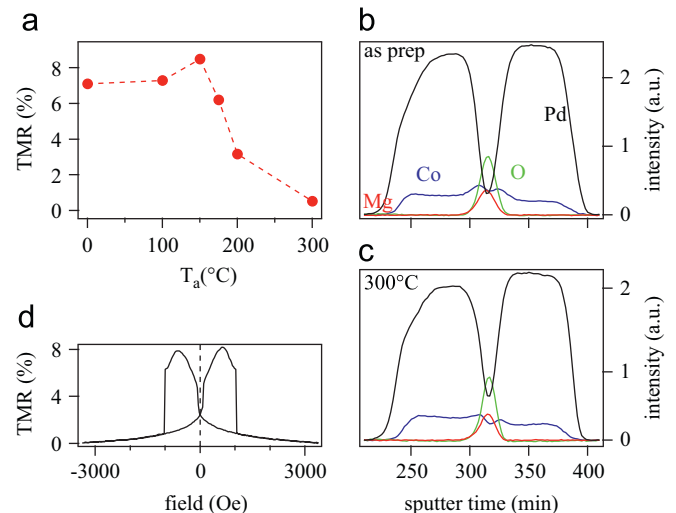 a
8
6
4
2
0
TMR (%)
0
100
200
300
Tₐ(°C)
b
as prep
Pd
Co
O
Mg
2
1
0
intensity (a.u.)
c
300°C
2
1
0
intensity (a.u.)
250
300
350
400
sputter time (min)
d
8
4
0
TMR (%)
-3000
0
3000
field (Oe)